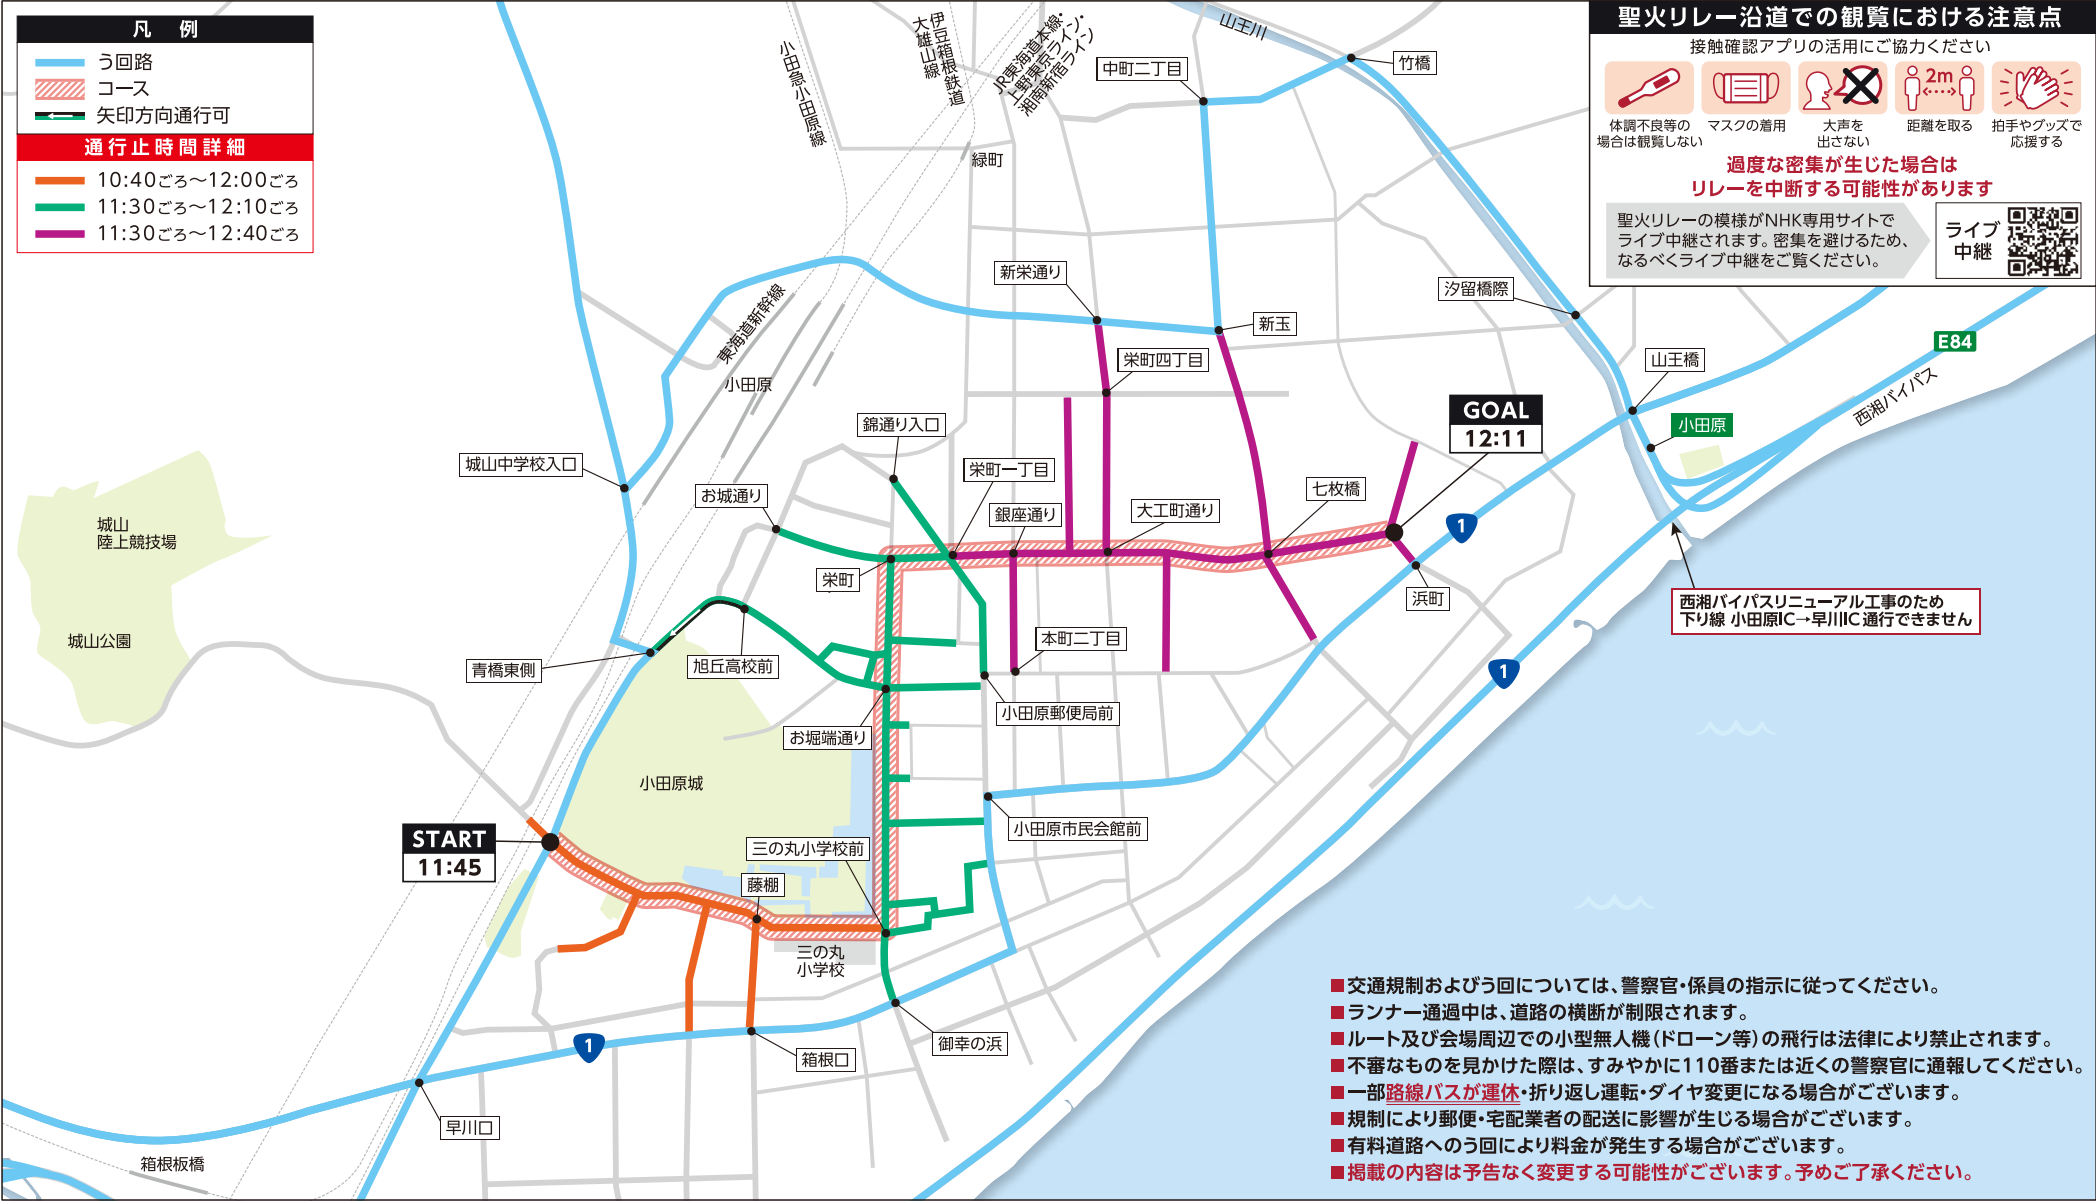 凡 例
う回路
コース
矢印方向通行可
通行止時間詳細
10:40ごろ～12:00ごろ
11:30ごろ～12:10ごろ
11:30ごろ～12:40ごろ
小田急小田原線
伊豆箱根鉄道
大雄山線
JR東海道本線・
上野東京ライン・
湘南新宿ライン
緑町
山王川
中町二丁目
竹橋
聖火リレー沿道での観覧における注意点
接触確認アプリの活用にご協力ください
2m
体調不良等の
場合は観覧しない
マスクの着用
大声を
出さない
距離を取る
拍手やグッズで
応援する
過度な密集が生じた場合は
リレーを中断する可能性があります
聖火リレーの模様がNHK専用サイトで
ライブ中継されます。密集を避けるため、
なるべくライブ中継をご覧ください。
ライブ
中継
新栄通り
汐留橋際
新玉
東海道新幹線
小田原
栄町四丁目
山王橋
E84
西湘バイパス
小田原
GOAL
12:11
錦通り入口
城山中学校入口
栄町一丁目
お城通り
銀座通り
大工町通り
七枚橋
1
城山
陸上競技場
栄町
浜町
西湘バイパスリニューアル工事のため
下り線 小田原IC→早川IC 通行できません
城山公園
青橋東側
旭丘高校前
本町二丁目
1
小田原郵便局前
お堀端通り
小田原城
START
11:45
小田原市民会館前
三の丸小学校前
藤棚
三の丸
小学校
1
箱根口
御幸の浜
早川口
箱根板橋
■交通規制およびう回については、警察官・係員の指示に従ってください。
■ランナー通過中は、道路の横断が制限されます。
■ルート及び会場周辺での小型無人機（ドローン等）の飛行は法律により禁止されます。
■不審なものを見かけた際は、すみやかに110番または近くの警察官に通報してください。
■一部路線バスが運休・折り返し運転・ダイヤ変更になる場合がございます。
■規制により郵便・宅配業者の配送に影響が生じる場合がございます。
■有料道路へのう回により料金が発生する場合がございます。
■掲載の内容は予告なく変更する可能性がございます。予めご了承ください。